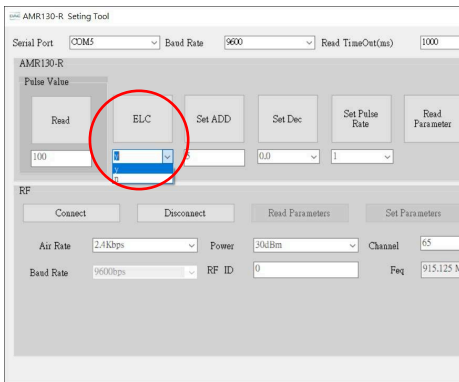 AMR130-R Seting Tool
Serial Port COM5 Baud Rate 9600 Read TimeOut(ms) 1000
AMR130-R
Pulse Value
Read ELC Set ADD Set Dec Set Pulse Rate Read Parameter
100 y 0.0 1
y
n
RF
Connect Disconnect Read Parameters Set Parameters
Air Rate 2.4Kbps Power 30dBm Channel 65
Baud Rate 9600bps RF ID 0 Feq 915.125